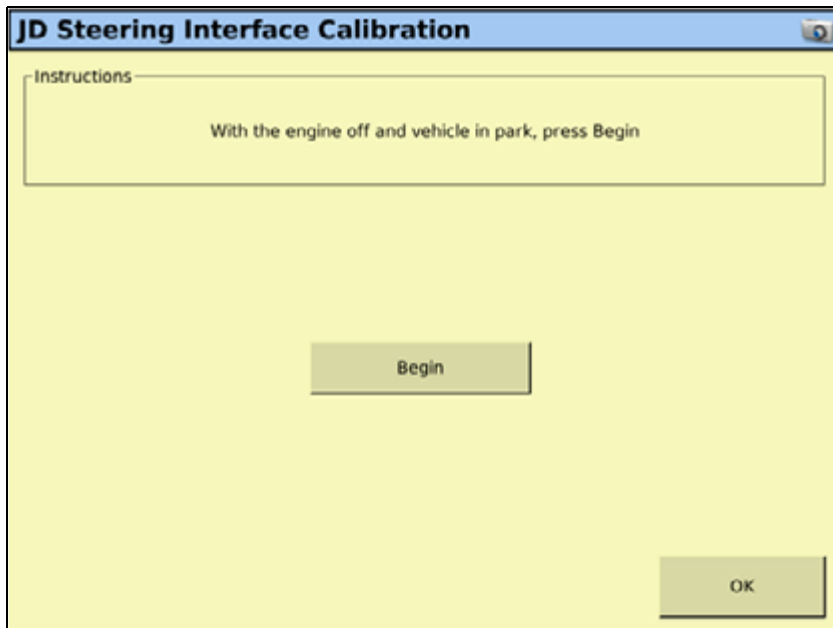 JD Steering Interface Calibration
Instructions
With the engine off and vehicle in park, press Begin
Begin
OK